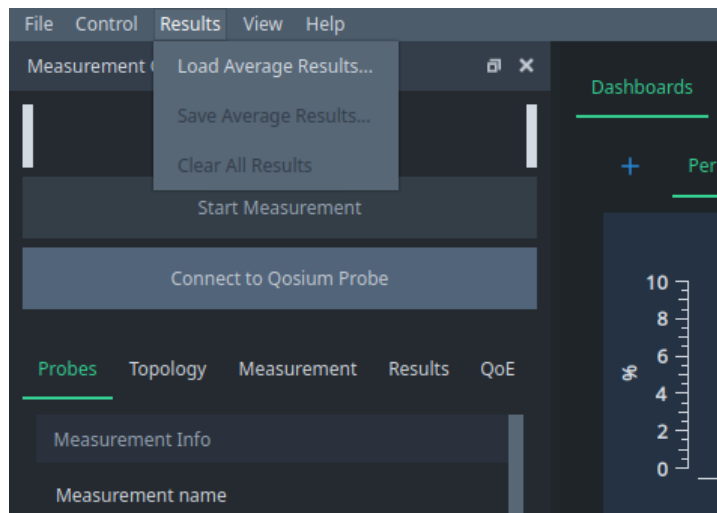 File Control Results View Help
Measurement
Load Average Results...
Save Average Results...
Clear All Results
Start Measurement
Connect to Qosium Probe
Probes Topology Measurement Results QoE
Measurement Info
Measurement name
Dashboards
+ Per
10
8
6
4
2
0
%